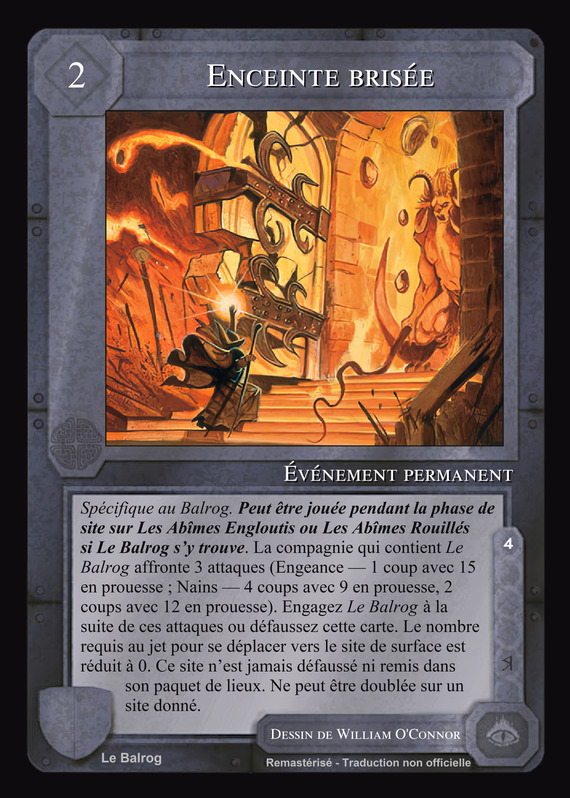 2
Enceinte brisée
WOC
Événement permanent
Spécifique au Balrog. Peut être jouée pendant la phase de
site sur Les Abîmes Engloutis ou Les Abîmes Rouillés
si Le Balrog s’y trouve. La compagnie qui contient Le
Balrog affronte 3 attaques (Engeance — 1 coup avec 15
en prouesse ; Nains — 4 coups avec 9 en prouesse, 2
coups avec 12 en prouesse). Engagez Le Balrog à la
suite de ces attaques ou défaussez cette carte. Le nombre
requis au jet pour se déplacer vers le site de surface est
réduit à 0. Ce site n’est jamais défaussé ni remis dans
son paquet de lieux. Ne peut être doublée sur un
site donné.
4
Dessin de William O'Connor
Le Balrog
Remastérisé - Traduction non officielle